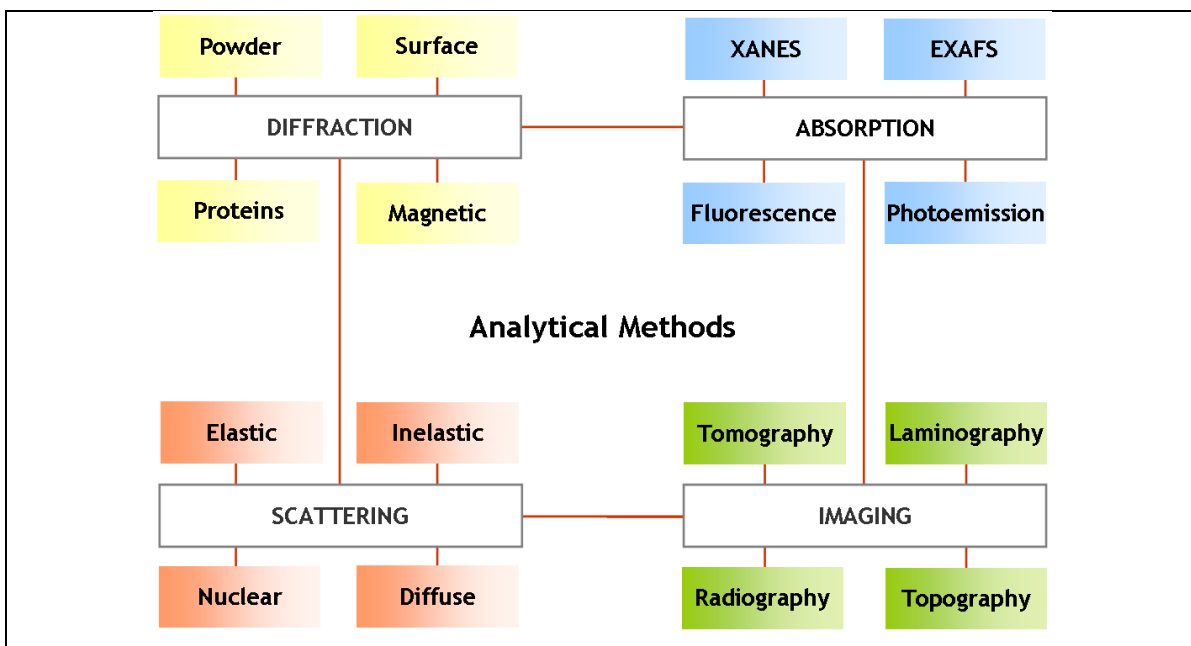 Powder
Surface
XANES
EXAFS
DIFFRACTION
ABSORPTION
Proteins
Magnetic
Fluorescence
Photoemission
Analytical Methods
Elastic
Inelastic
Tomography
Laminography
SCATTERING
IMAGING
Nuclear
Diffuse
Radiography
Topography